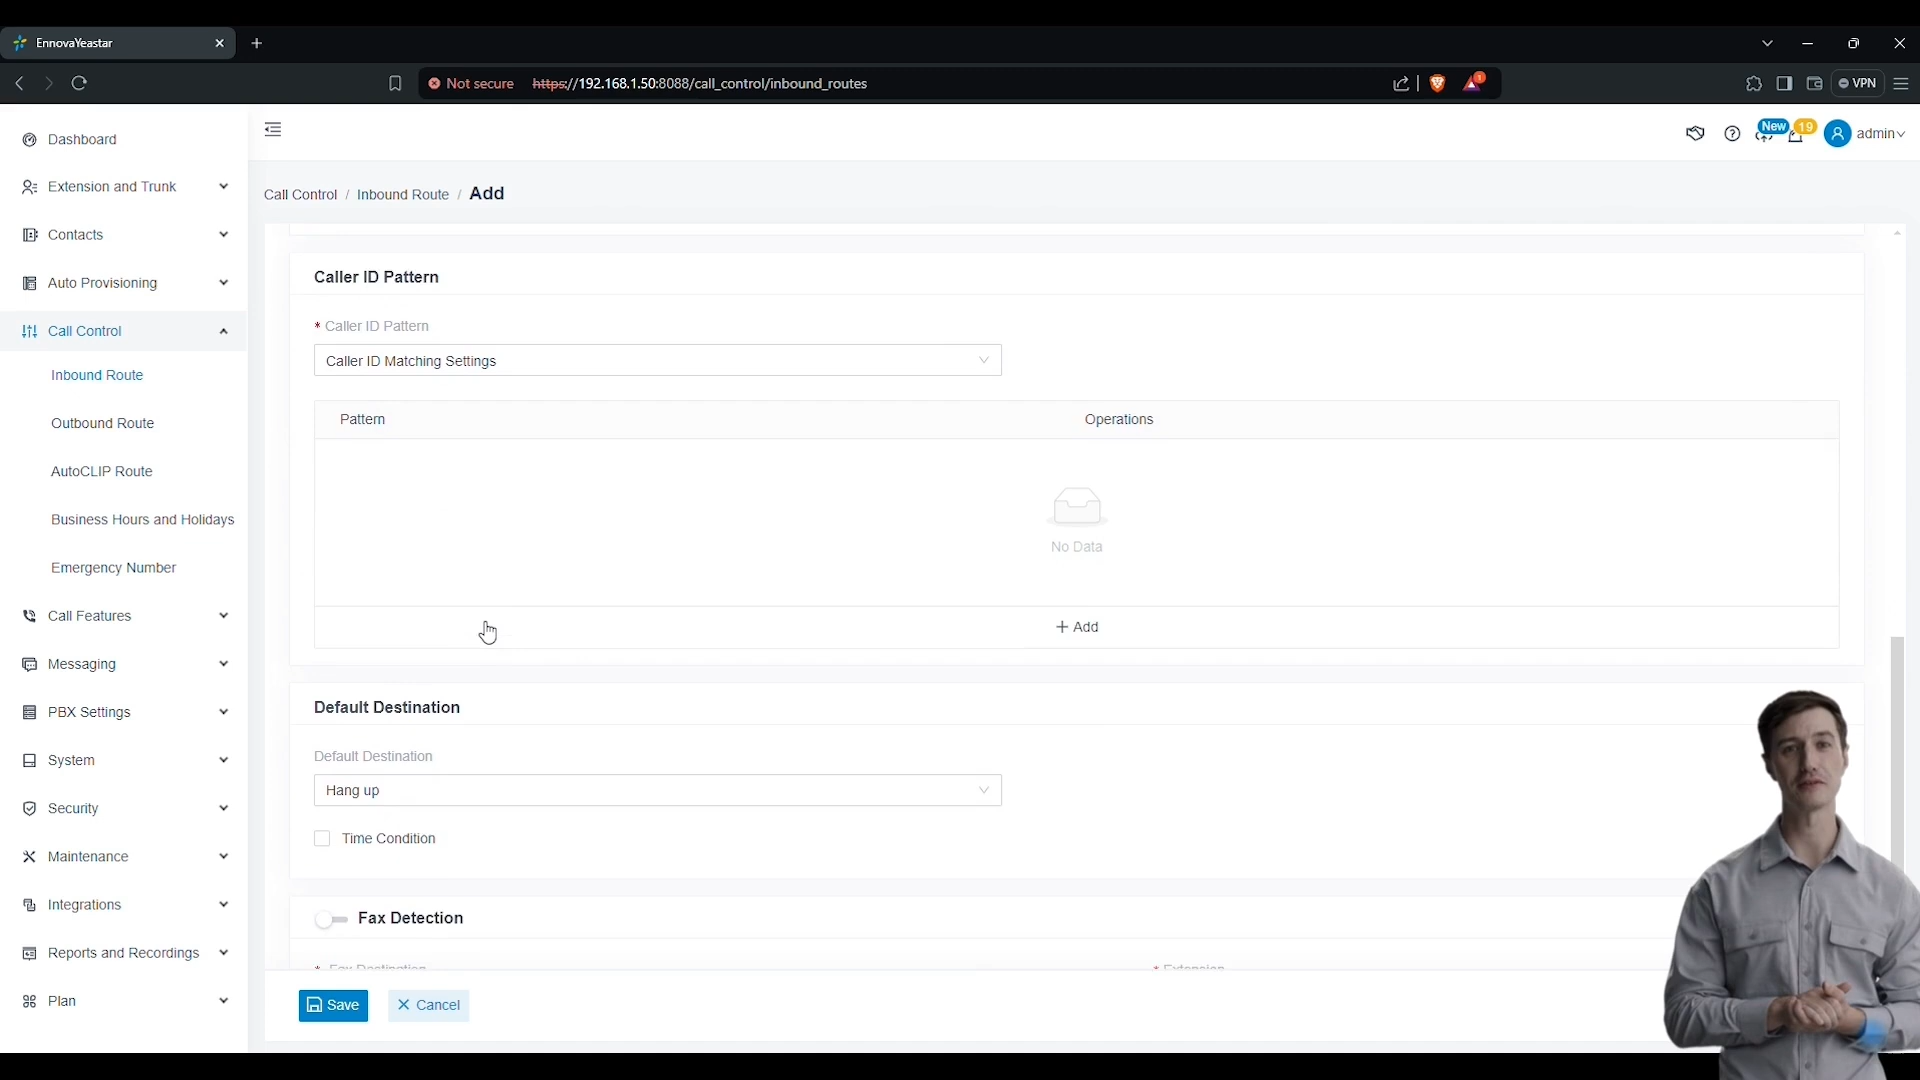 EnnovaYeastar
Not secure https://192.168.1.50:8088/call_control/inbound_routes
1
VPN
Dashboard
Extension and Trunk
Contacts
Auto Provisioning
Call Control
Inbound Route
Outbound Route
AutoCLIP Route
Business Hours and Holidays
Emergency Number
Call Features
Messaging
PBX Settings
System
Security
Maintenance
Integrations
Reports and Recordings
Plan
New
19
admin
Call Control / Inbound Route / Add
Caller ID Pattern
* Caller ID Pattern
Caller ID Matching Settings
Pattern Operations
No Data
+ Add
Default Destination
Default Destination
Hang up
Time Condition
Fax Detection
* Fax Destination * Extension
Save
Cancel